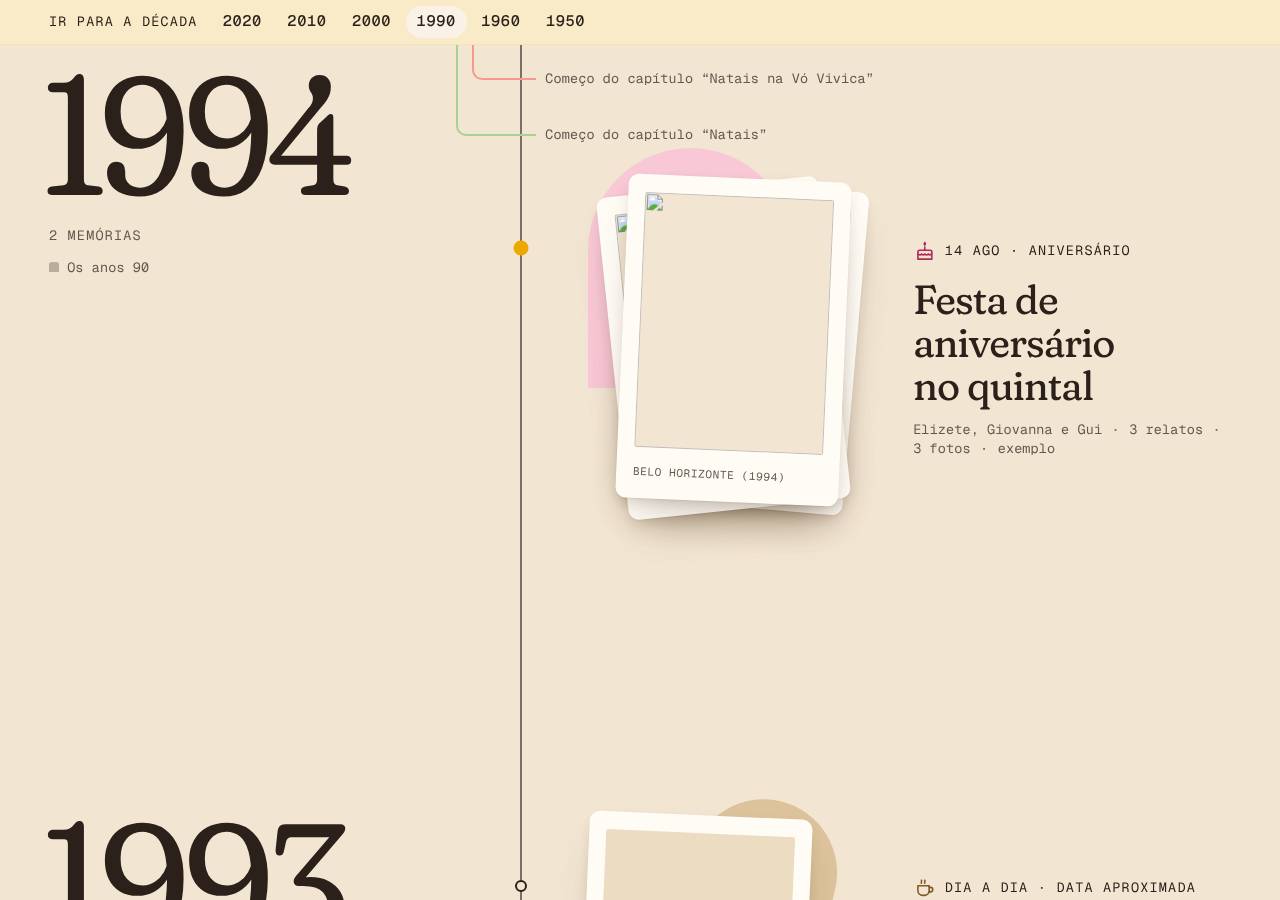 IR PARA A DÉCADA 2020 2010 2000 1990 1960 1950
1994
Começo do capítulo “Natais na Vó Vivica”
Começo do capítulo “Natais”
2 MEMÓRIAS
Os anos 90
BELO HORIZONTE (1994)
14 AGO · ANIVERSÁRIO
Festa de
aniversário
no quintal
Elizete, Giovanna e Gui · 3 relatos ·
3 fotos · exemplo
1993
DIA A DIA · DATA APROXIMADA